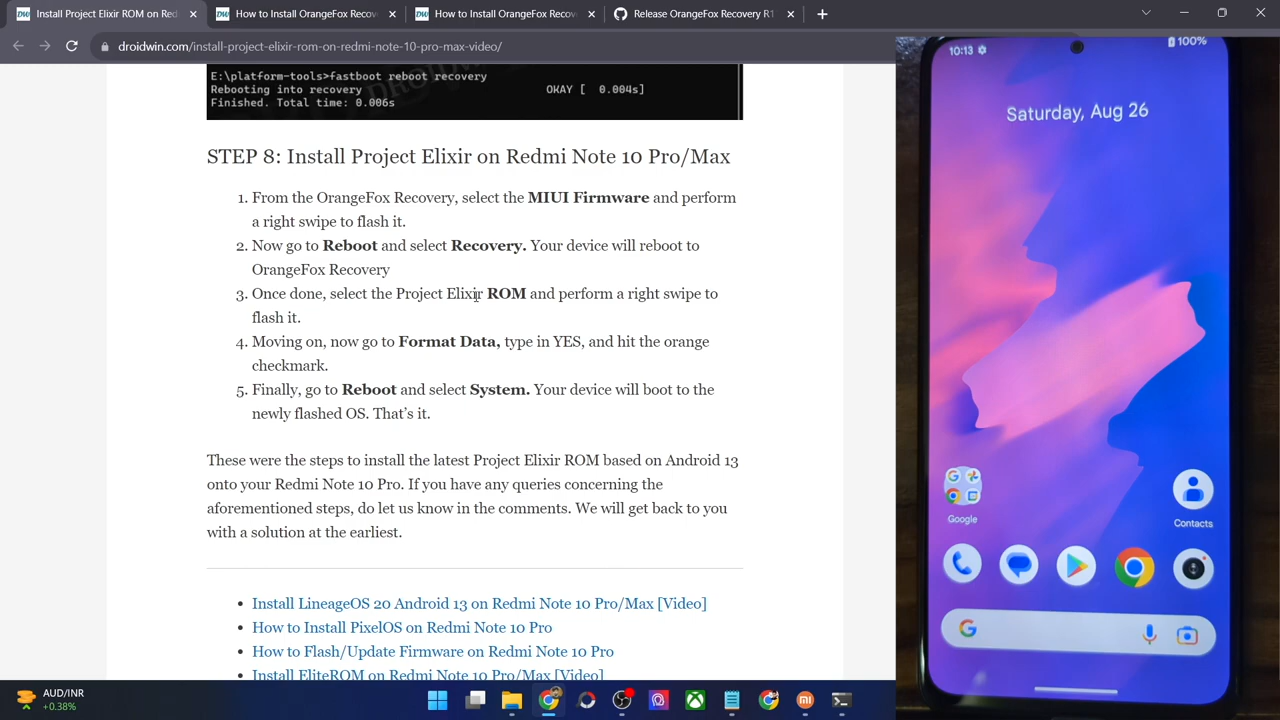 Install Project Elixir ROM on Red
How to Install OrangeFox Recov
How to Install OrangeFox Recov
Release OrangeFox Recovery R1
droidwin.com/install-project-elixir-rom-on-redmi-note-10-pro-max-video/
E:\platform-tools>fastboot reboot recovery
Rebooting into recovery OKAY [ 0.004s]
Finished. Total time: 0.006s
STEP 8: Install Project Elixir on Redmi Note 10 Pro/Max
1. From the OrangeFox Recovery, select the MIUI Firmware and perform
a right swipe to flash it.
2. Now go to Reboot and select Recovery. Your device will reboot to
OrangeFox Recovery
3. Once done, select the Project Elixir ROM and perform a right swipe to
flash it.
4. Moving on, now go to Format Data, type in YES, and hit the orange
checkmark.
5. Finally, go to Reboot and select System. Your device will boot to the
newly flashed OS. That's it.
These were the steps to install the latest Project Elixir ROM based on Android 13
onto your Redmi Note 10 Pro. If you have any queries concerning the
aforementioned steps, do let us know in the comments. We will get back to you
with a solution at the earliest.
• Install LineageOS 20 Android 13 on Redmi Note 10 Pro/Max [Video]
• How to Install PixelOS on Redmi Note 10 Pro
• How to Flash/Update Firmware on Redmi Note 10 Pro
• Install EliteROM on Redmi Note 10 Pro/Max [Video]
AUD/INR
+0.38%
10:13
100%
Saturday, Aug 26
Google
Contacts